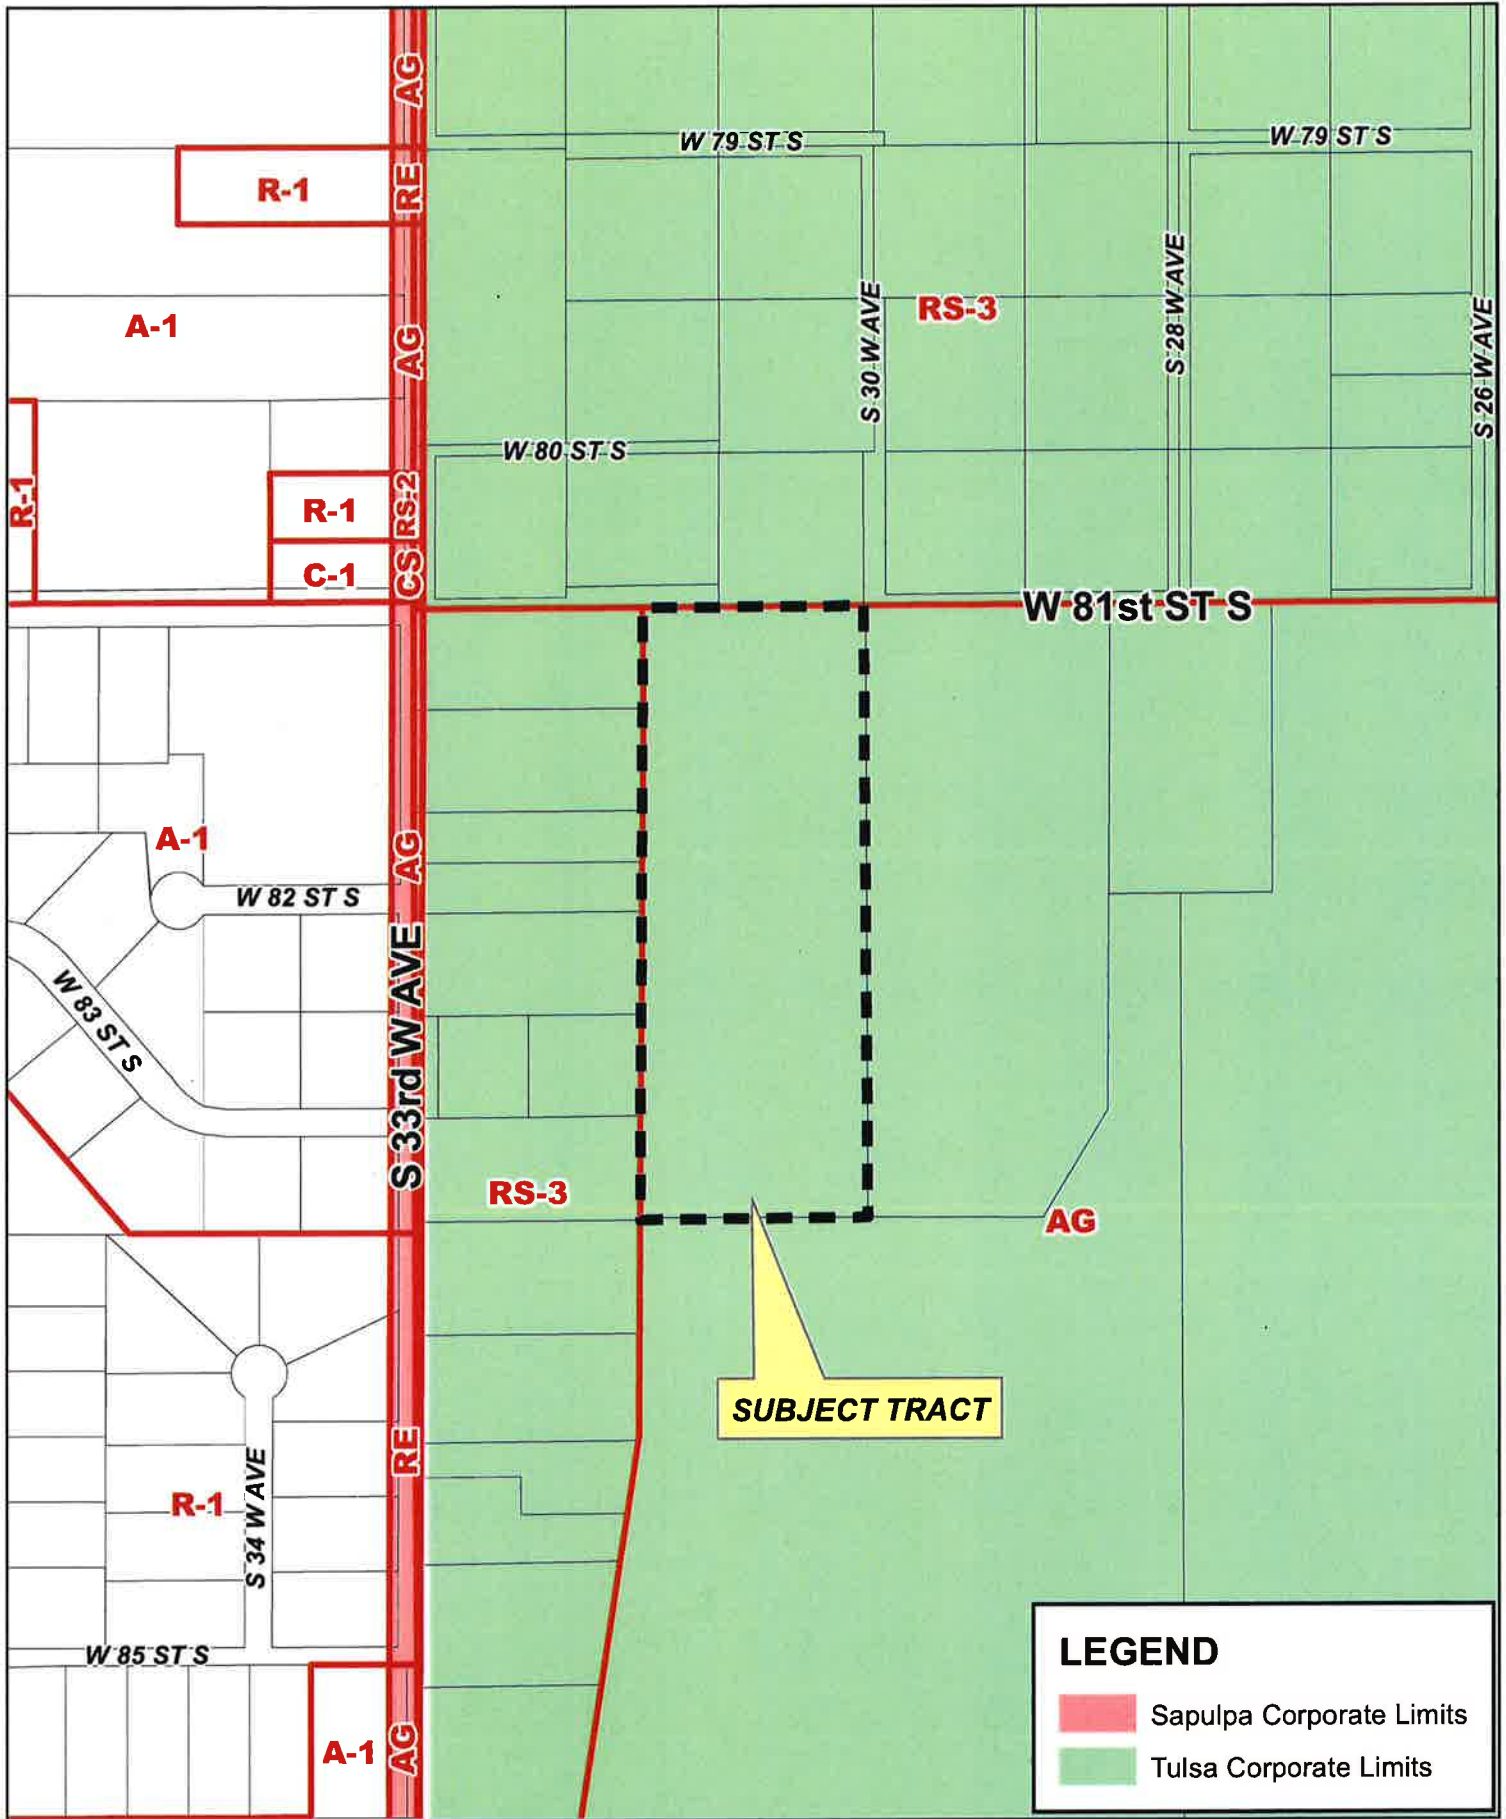 AG
W 79 ST S
W 79 ST S
R-1
RE
RS-3
A-1
AG
S 30 W AVE
S 28 W AVE
S 26 W AVE
W 80 ST S
R-1
R-1
RS-2
C-1
CS
W 81st ST S
A-1
AG
W 82 ST S
W 83 ST S
S 33rd W AVE
RS-3
AG
SUBJECT TRACT
RE
R-1
S 34 W AVE
W 85 ST S
A-1
AG
LEGEND
Sapulpa Corporate Limits
Tulsa Corporate Limits